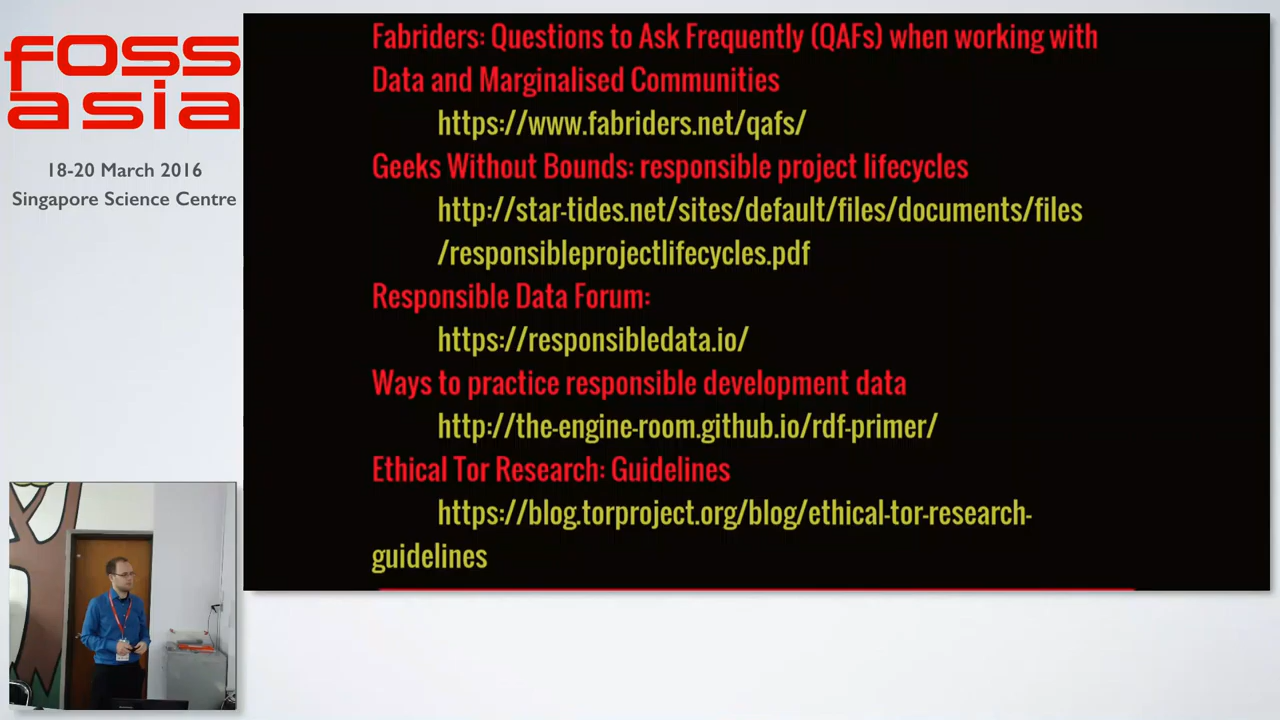 foss
asia
18-20 March 2016
Singapore Science Centre
Fabriders: Questions to Ask Frequently (QAFs) when working with
Data and Marginalised Communities
https://www.fabriders.net/qafs/
Geeks Without Bounds: responsible project lifecycles
http://star-tides.net/sites/default/files/documents/files
/responsibleprojectlifecycles.pdf
Responsible Data Forum:
https://responsibledata.io/
Ways to practice responsible development data
http://the-engine-room.github.io/rdf-primer/
Ethical Tor Research: Guidelines
https://blog.torproject.org/blog/ethical-tor-research-
guidelines